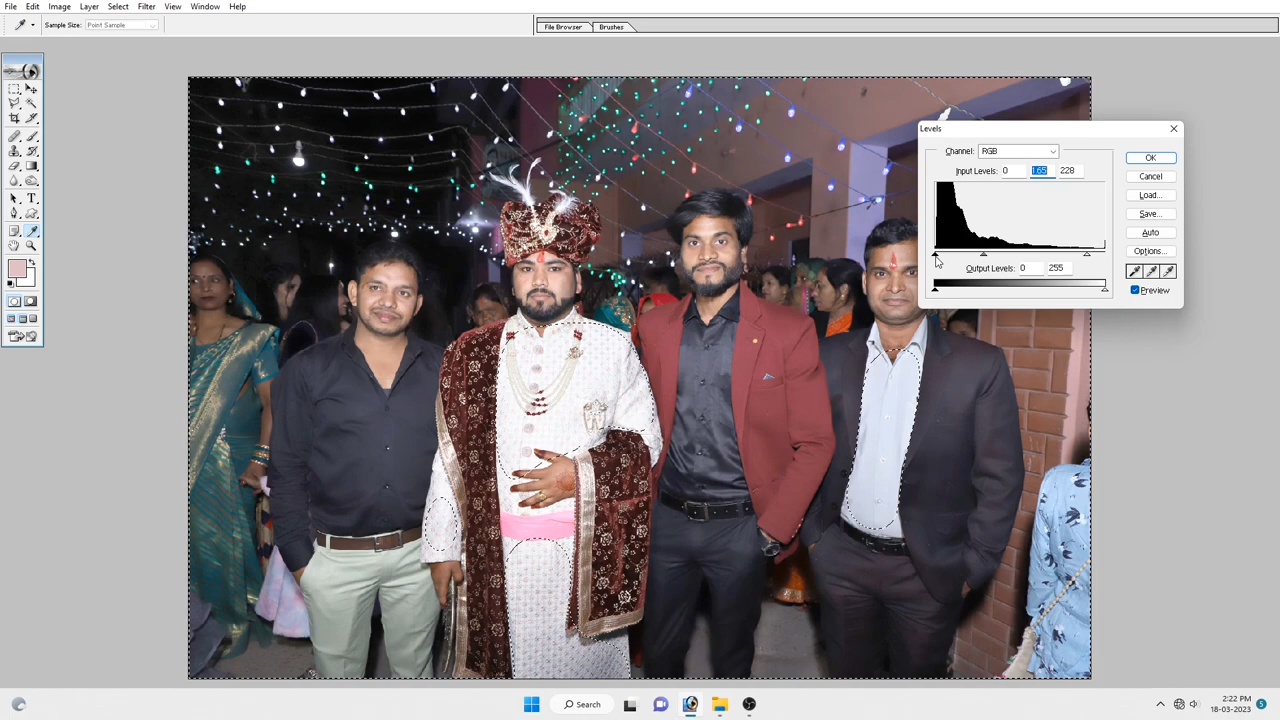 File Edit Image Layer Select Filter View Window Help
Sample Size: Point Sample
File Browser Brushes
Levels
Channel: RGB
OK
Input Levels: 0 1.65 228
Cancel
Load...
Save...
Auto
Options...
Output Levels: 0 255
Preview
Search
2:22 PM
18-03-2023
5